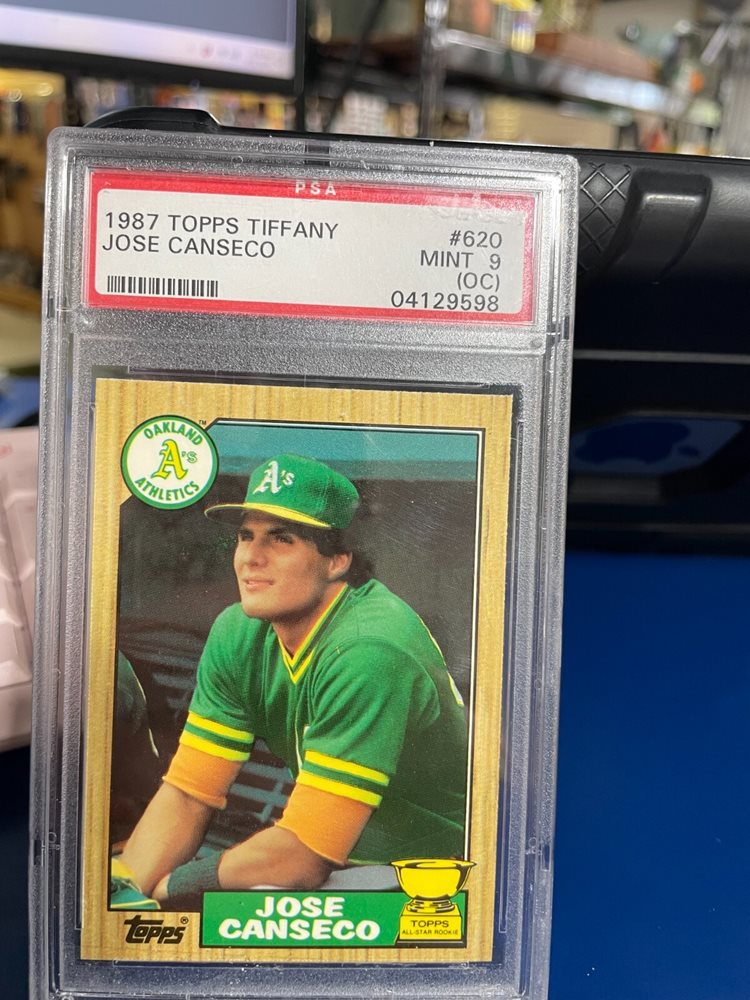 PSA
1987 TOPPS TIFFANY #620
JOSE CANSECO MINT 9
(OC)
04129598
OAKLAND
A's
ATHLETICS
TM
A's
Topps®
JOSE
CANSECO
TOPPS
ALL-STAR ROOKIE